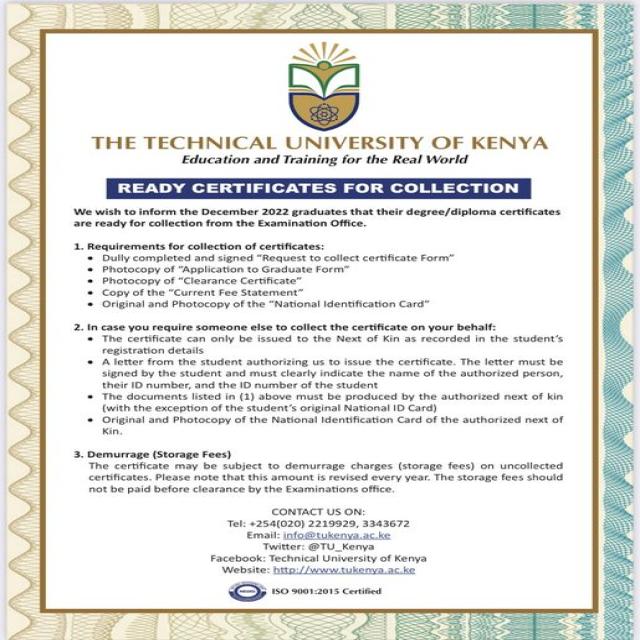 THE TECHNICAL UNIVERSITY OF KENYA
Education and Training for the Real World
READY CERTIFICATES FOR COLLECTION
We wish to inform the December 2022 graduates that their degree/diploma certificates
are ready for collection from the Examination Office.
1. Requirements for collection of certificates:
• Dully completed and signed "Request to collect certificate Form"
• Photocopy of "Application to Graduate Form"
• Photocopy of "Clearance Certificate"
• Copy of the "Current Fee Statement"
• Original and Photocopy of the "National Identification Card"
2. In case you require someone else to collect the certificate on your behalf:
• The certificate can only be issued to the Next of Kin as recorded in the student's
registration details
• A letter from the student authorizing us to issue the certificate. The letter must be
signed by the student and must clearly indicate the name of the authorized person,
their ID number, and the ID number of the student
• The documents listed in (1) above must be produced by the authorized next of kin
(with the exception of the student's original National ID Card)
• Original and Photocopy of the National Identification Card of the authorized next of
Kin.
3. Demurrage (Storage Fees)
The certificate may be subject to demurrage charges (storage fees) on uncollected
certificates. Please note that this amount is revised every year. The storage fees should
not be paid before clearance by the Examinations office.
CONTACT US ON:
Tel: +254(020) 2219929, 3343672
Email: info@tukenya.ac.ke
Twitter: @TU_Kenya
Facebook: Technical University of Kenya
Website: http://www.tukenya.ac.ke
ISO 9001:2015 Certified